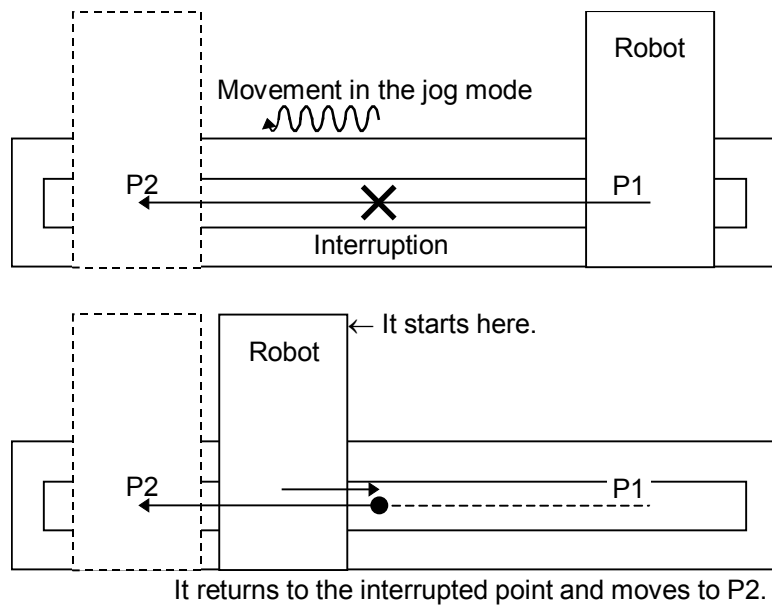 Robot
Movement in the jog mode
P2
P1
Interruption
← It starts here.
Robot
P2
P1
It returns to the interrupted point and moves to P2.